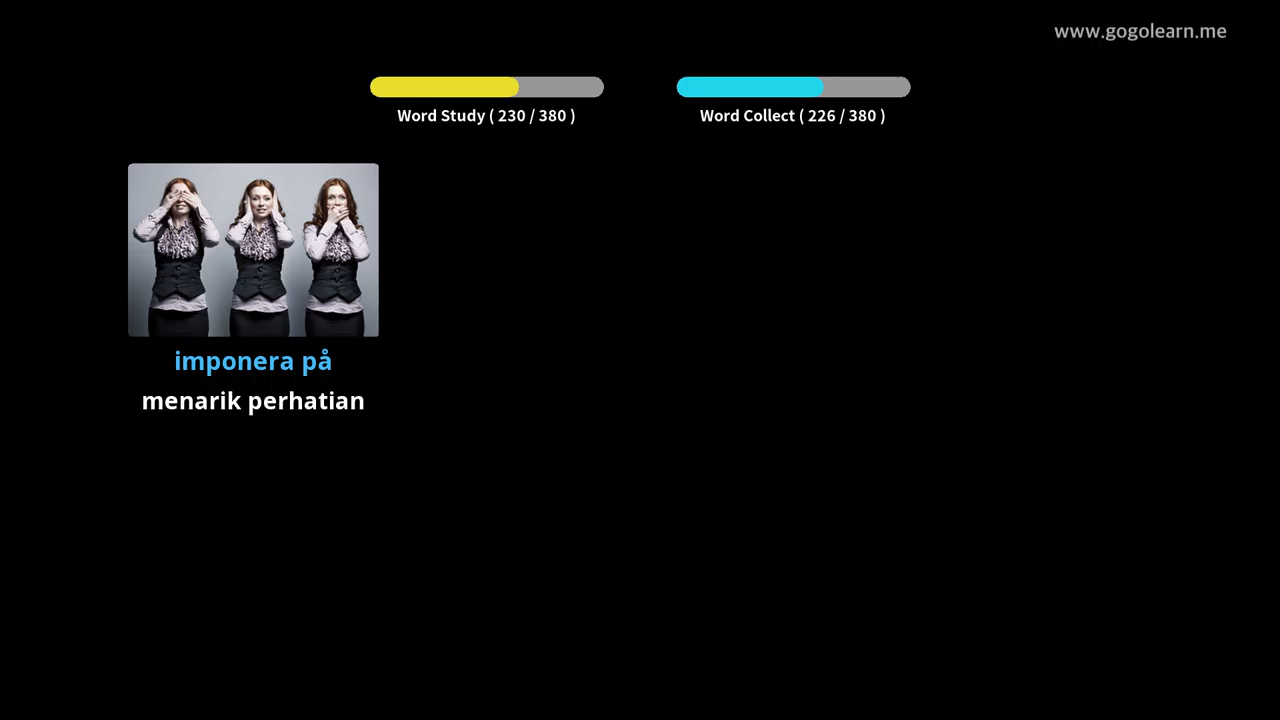 www.gogolearn.me
Word Study ( 230 / 380 )
Word Collect ( 226 / 380 )
imponera på
menarik perhatian